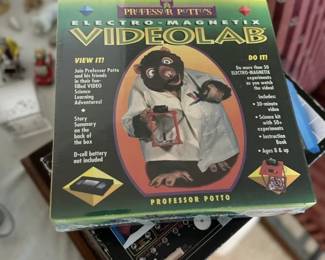 PROFESSOR POTTO'S
ELECTRO-MAGNETIX
VIDEOLAB
VIEW IT!
Join Professor Potto
and his friends
in their fun-
filled VIDEO
Science
Learning
Adventures!
Story
Summary
on the
back of the
box
D-cell battery
not included
DO IT!
Do more than 50
ELECTRO-MAGNETIX
experiments
as you watch
the video!
Includes:
• 30-minute
video
• Science kit
with 50+
experiments
• Instruction
Book
• Ages 8 & up
PROFESSOR POTTO